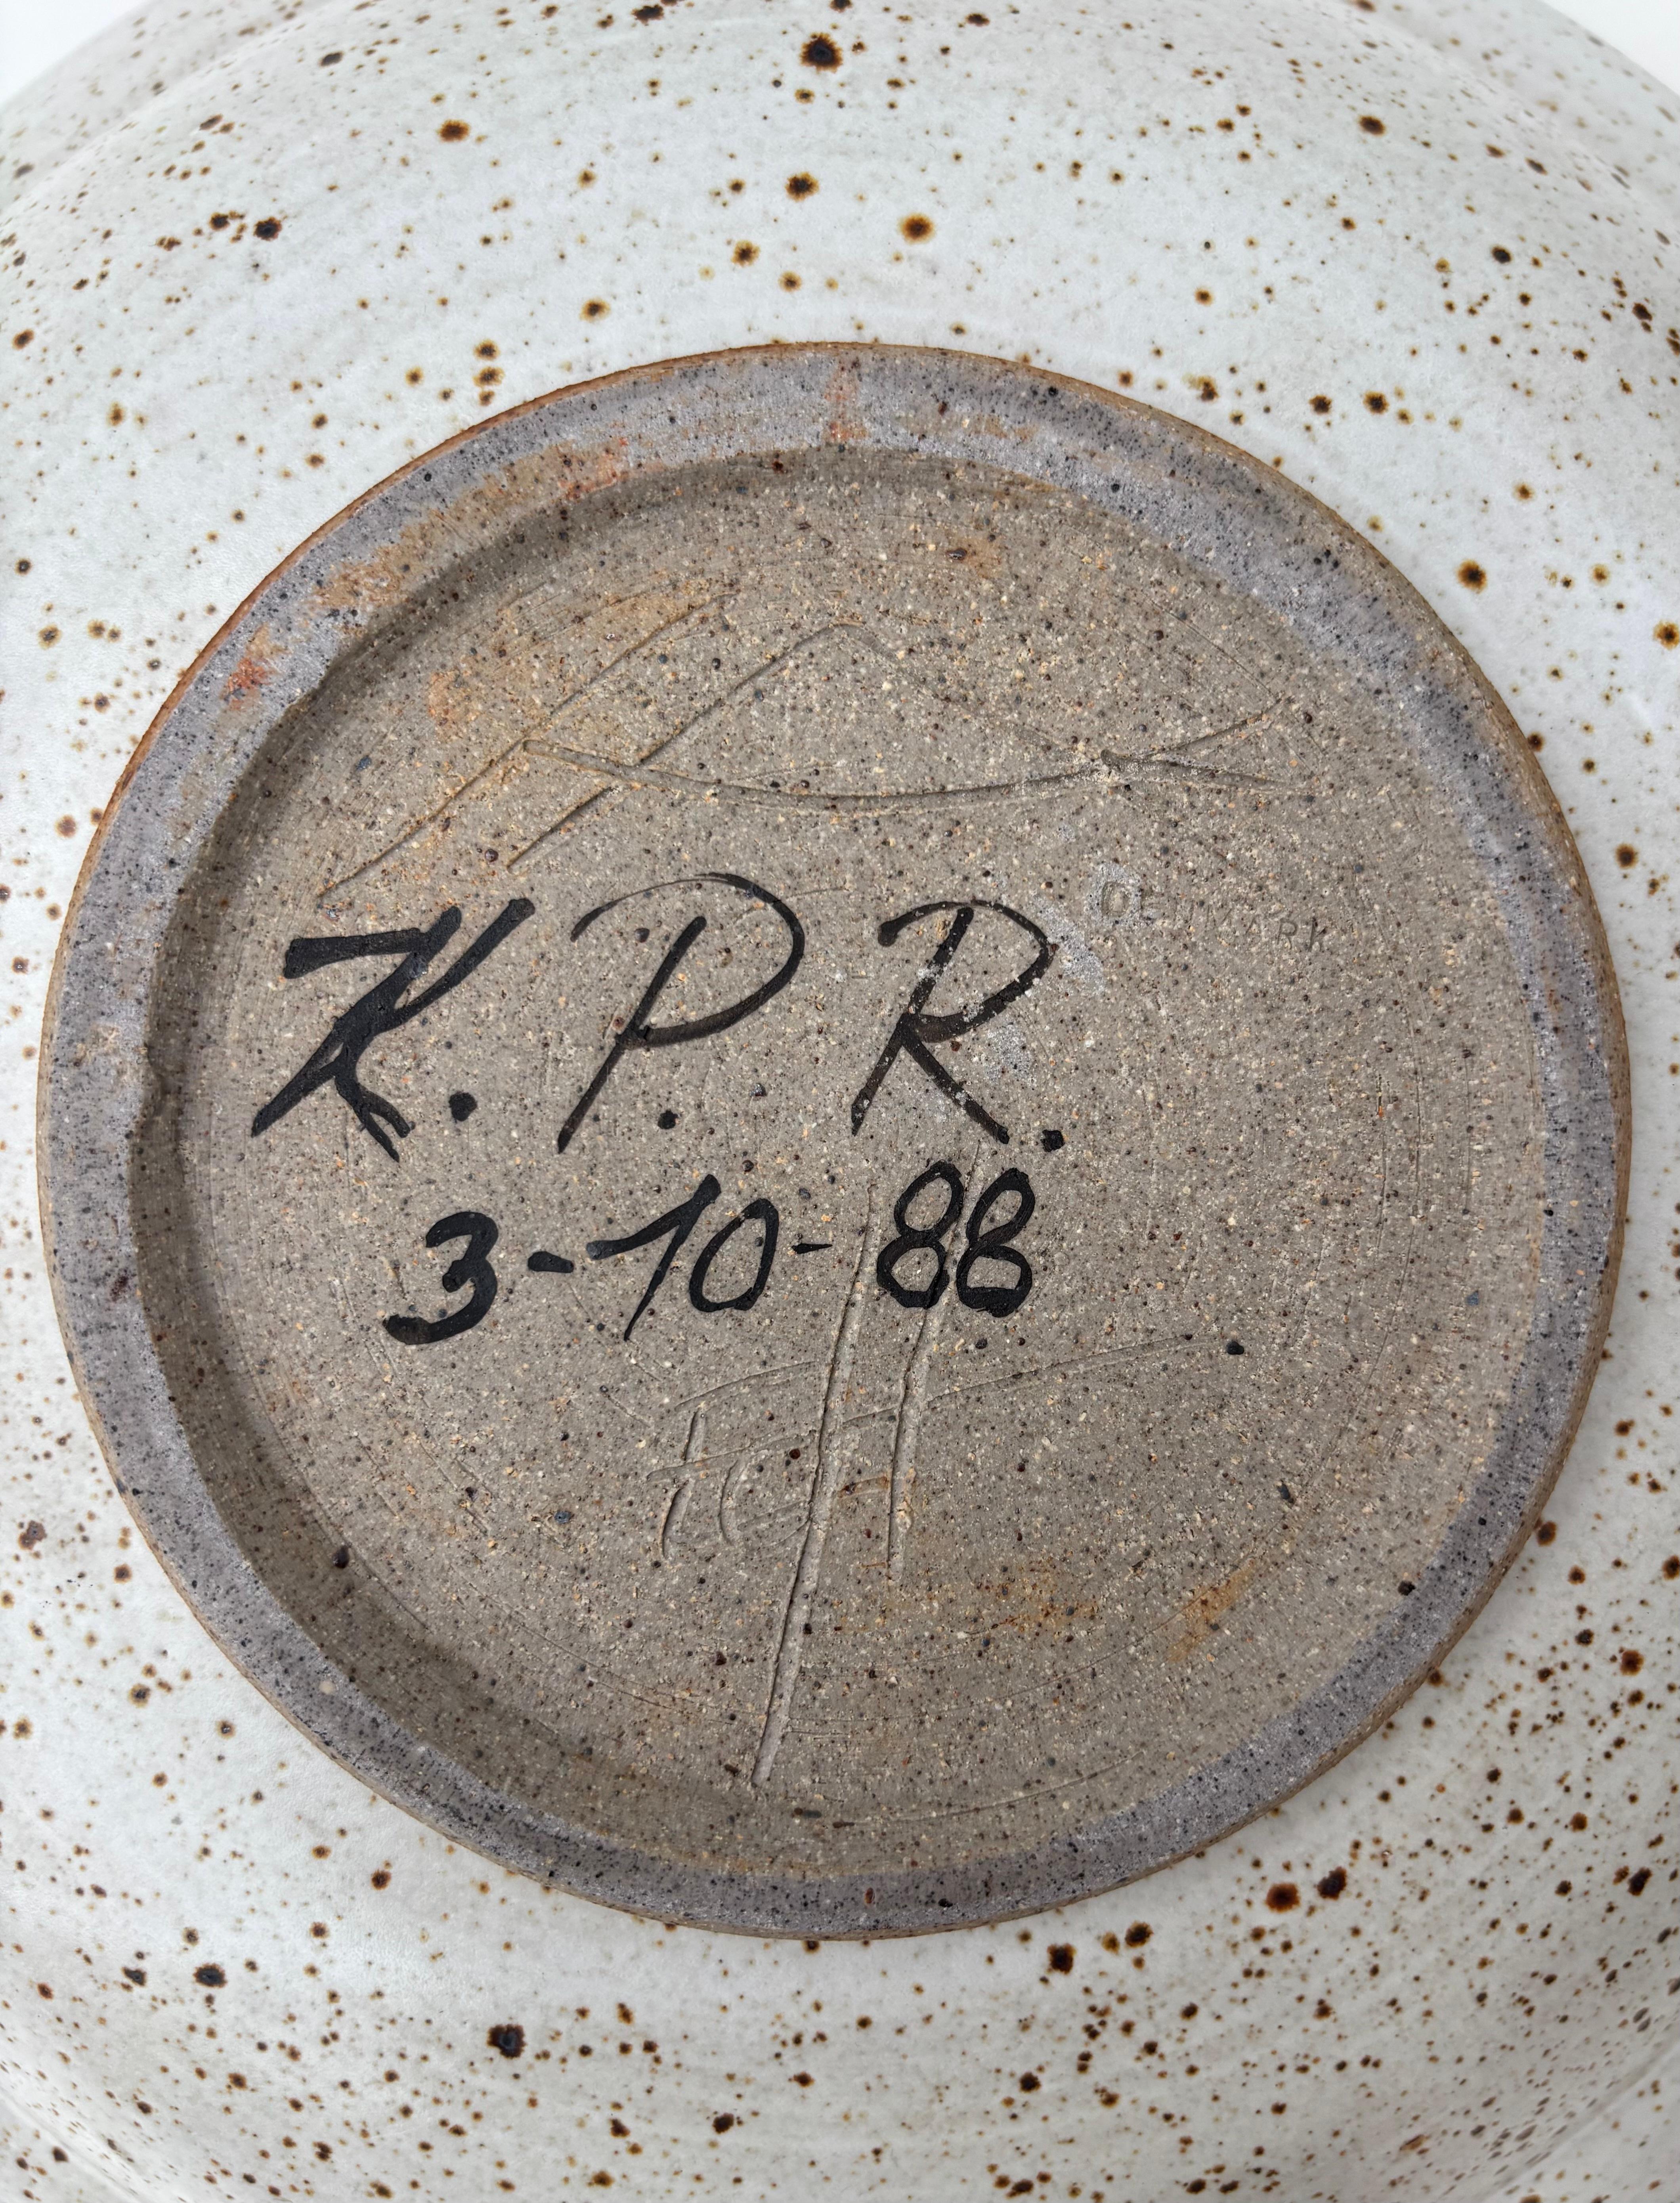 DENMARK
K. P. R.
3-10-88